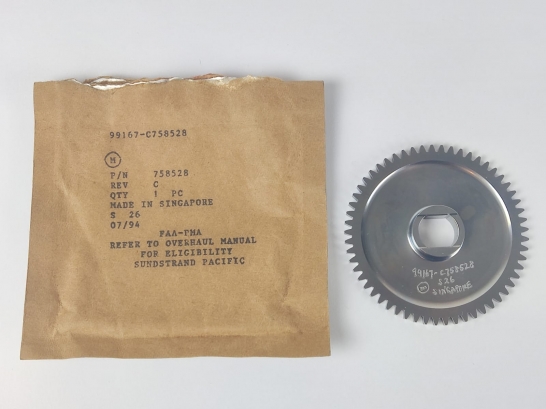 99167-C758528
M
P/N 758528
REV C
QTY 1 PC
MADE IN SINGAPORE
S 26
07/94
FAA-PMA
REFER TO OVERHAUL MANUAL
FOR ELIGIBILITY
SUNDSTRAND PACIFIC
99167-C758528
S26
M SINGAPORE